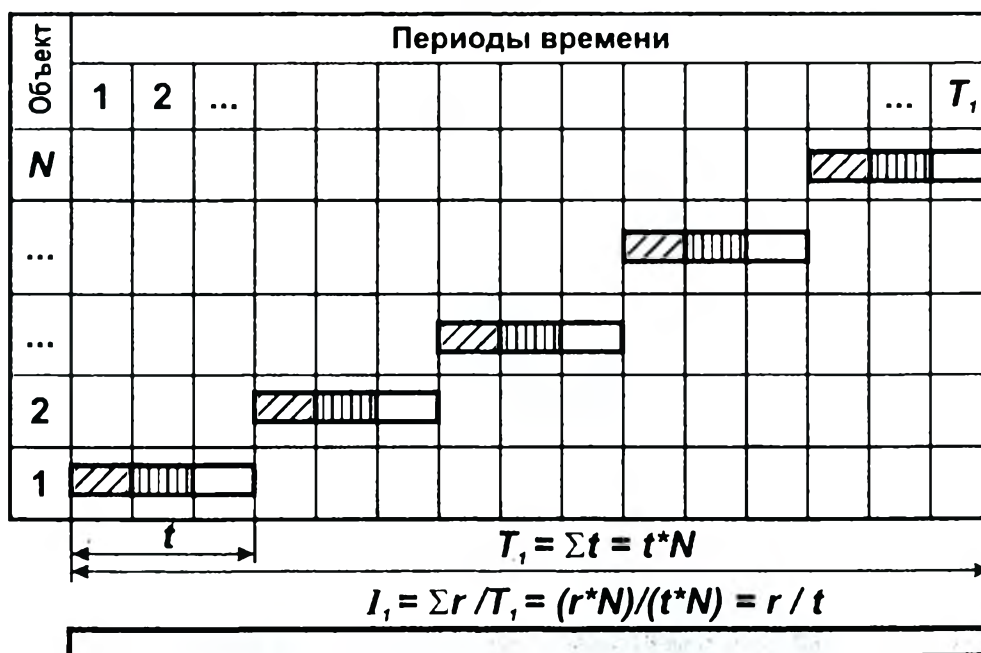 Объект
Периоды времени
1 2 ... ... T₁
N
...
...
2
1
t
T₁ = Σt = t*N
I₁ = Σr /T₁ = (r*N)/(t*N) = r / t